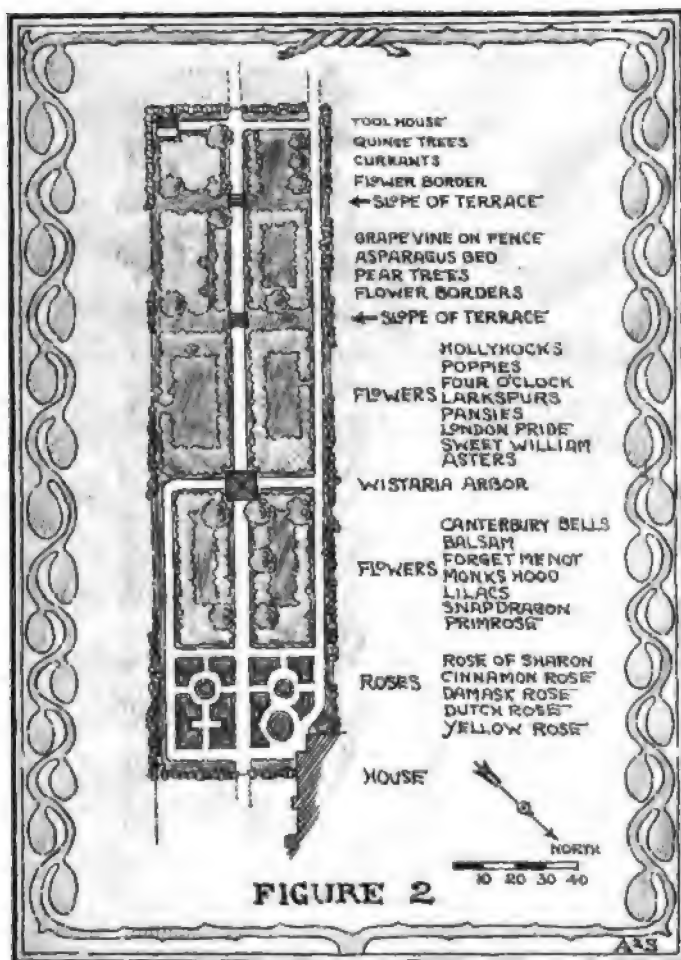 TOOL HOUSE
QUINCE TREES
CURRANTS
FLOWER BORDER
←SLOPE OF TERRACE
GRAPEVINE ON FENCE
ASPARAGUS BED
PEAR TREES
FLOWER BORDERS
←SLOPE OF TERRACE
FLOWERS
HOLLYHOCKS
POPPIES
FOUR O'CLOCK
LARKSPURS
PANSIES
LONDON PRIDE
SWEET WILLIAM
ASTERS
WISTARIA ARBOR
FLOWERS
CANTERBURY BELLS
BALSAM
FORGET ME NOT
MONKS HOOD
LILACS
SNAPDRAGON
PRIMROSE
ROSES
ROSE OF SHARON
CINNAMON ROSE
DAMASK ROSE
DUTCH ROSE
YELLOW ROSE
HOUSE
NORTH
10 20 30 40
FIGURE 2